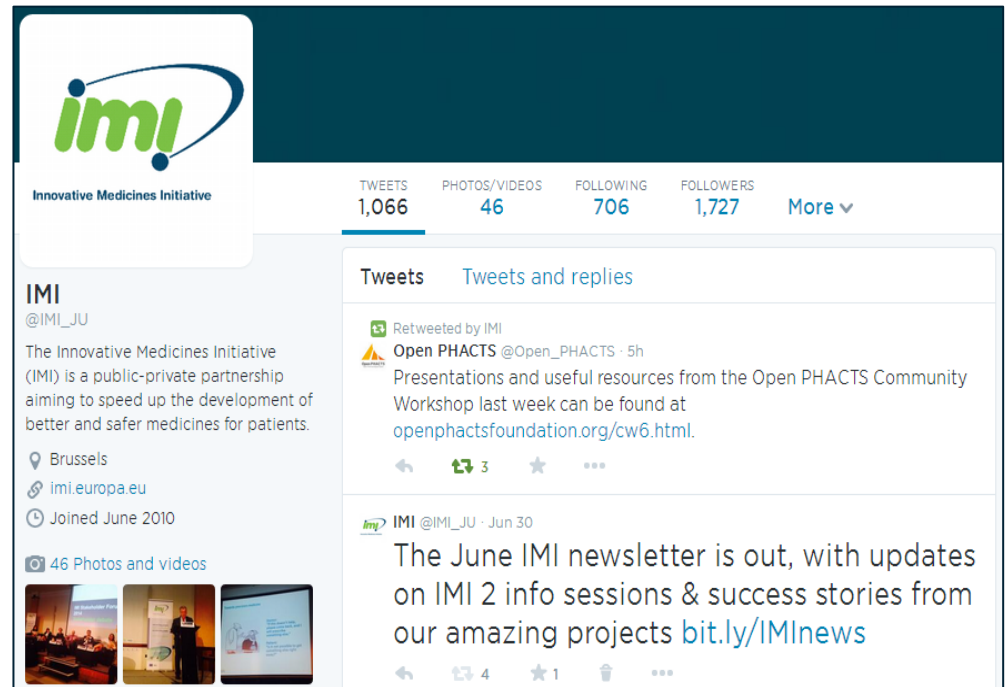 imi
Innovative Medicines Initiative
TWEETS
1,066
PHOTOS/VIDEOS
46
FOLLOWING
706
FOLLOWERS
1,727
More
IMI
@IMI_JU
The Innovative Medicines Initiative
(IMI) is a public-private partnership
aiming to speed up the development of
better and safer medicines for patients.
Brussels
imi.europa.eu
Joined June 2010
46 Photos and videos
Tweets Tweets and replies
Retweeted by IMI
Open PHACTS @Open_PHACTS · 5h
Presentations and useful resources from the Open PHACTS Community
Workshop last week can be found at
openphactsfoundation.org/cw6.html.
3
IMI @IMI_JU · Jun 30
The June IMI newsletter is out, with updates
on IMI 2 info sessions & success stories from
our amazing projects bit.ly/IMInews
4 1